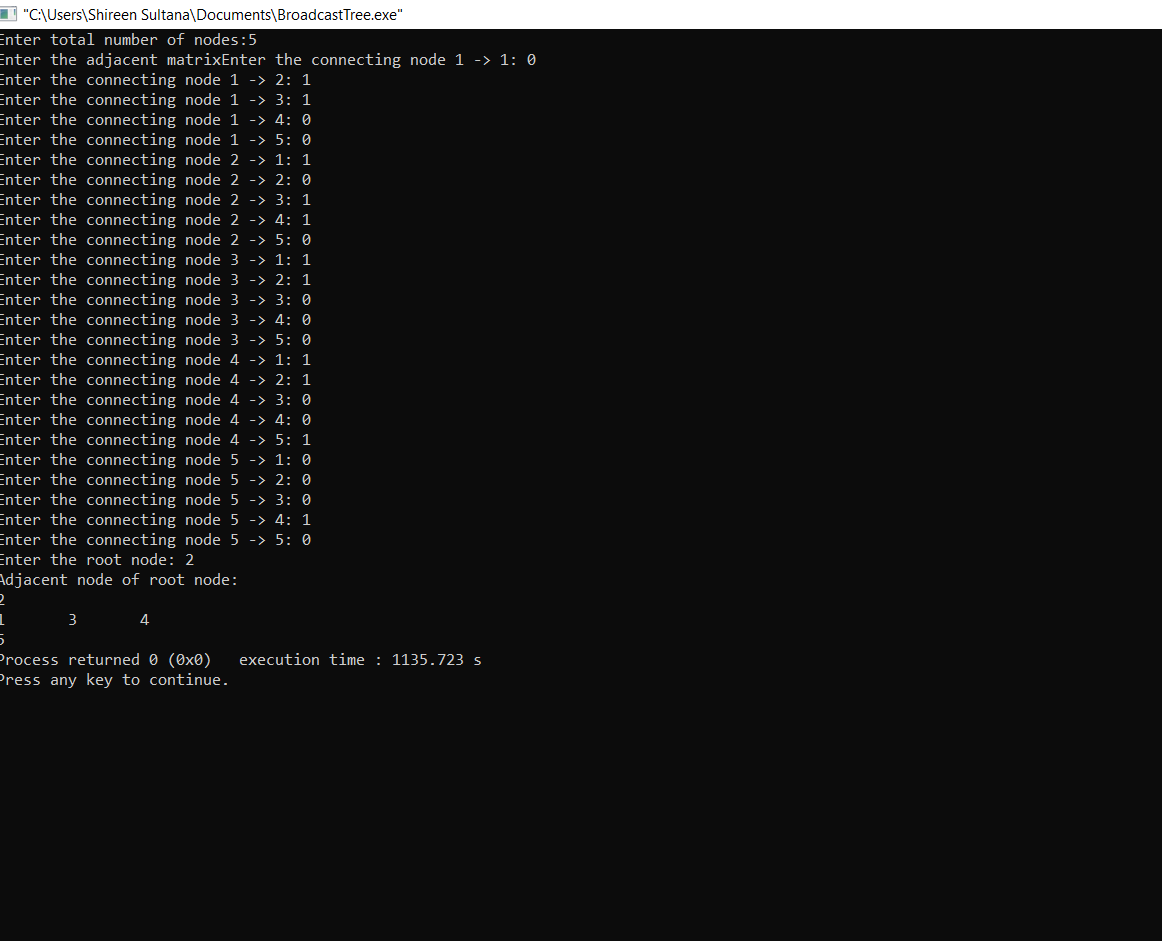 "C:\Users\Shireen Sultana\Documents\BroadcastTree.exe"
Enter total number of nodes:5
Enter the adjacent matrixEnter the connecting node 1 -> 1: 0
Enter the connecting node 1 -> 2: 1
Enter the connecting node 1 -> 3: 1
Enter the connecting node 1 -> 4: 0
Enter the connecting node 1 -> 5: 0
Enter the connecting node 2 -> 1: 1
Enter the connecting node 2 -> 2: 0
Enter the connecting node 2 -> 3: 1
Enter the connecting node 2 -> 4: 1
Enter the connecting node 2 -> 5: 0
Enter the connecting node 3 -> 1: 1
Enter the connecting node 3 -> 2: 1
Enter the connecting node 3 -> 3: 0
Enter the connecting node 3 -> 4: 0
Enter the connecting node 3 -> 5: 0
Enter the connecting node 4 -> 1: 1
Enter the connecting node 4 -> 2: 1
Enter the connecting node 4 -> 3: 0
Enter the connecting node 4 -> 4: 0
Enter the connecting node 4 -> 5: 1
Enter the connecting node 5 -> 1: 0
Enter the connecting node 5 -> 2: 0
Enter the connecting node 5 -> 3: 0
Enter the connecting node 5 -> 4: 1
Enter the connecting node 5 -> 5: 0
Enter the root node: 2
Adjacent node of root node:
2
1       3       4
5
Process returned 0 (0x0)   execution time : 1135.723 s
Press any key to continue.